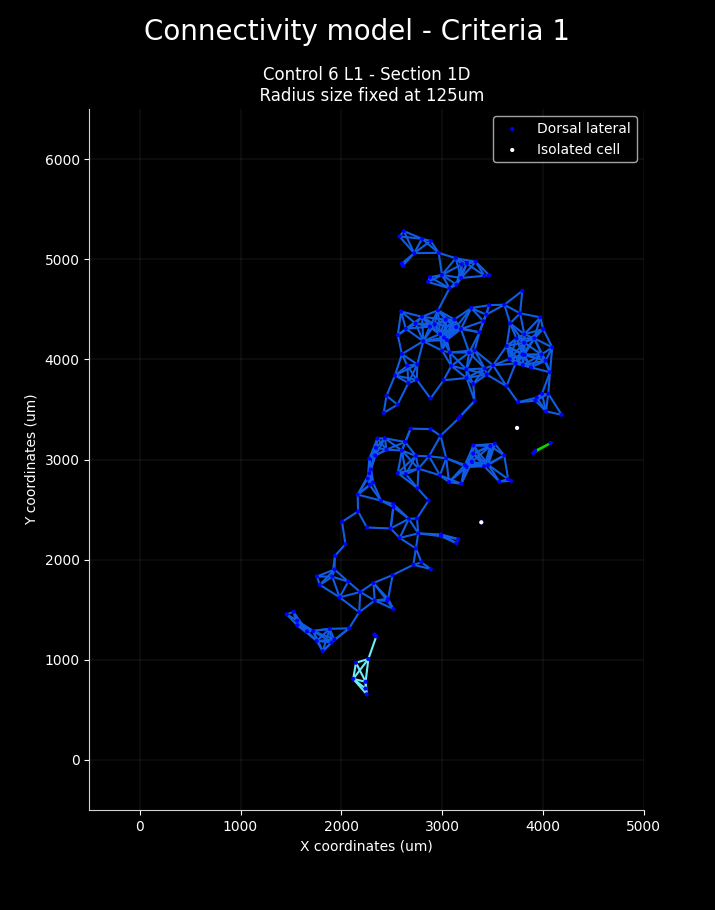 Connectivity model - Criteria 1
Control 6 L1 - Section 1D
Radius size fixed at 125um
Dorsal lateral
Isolated cell
6000
5000
4000
3000
2000
1000
0
Y coordinates (um)
0 1000 2000 3000 4000 5000
X coordinates (um)